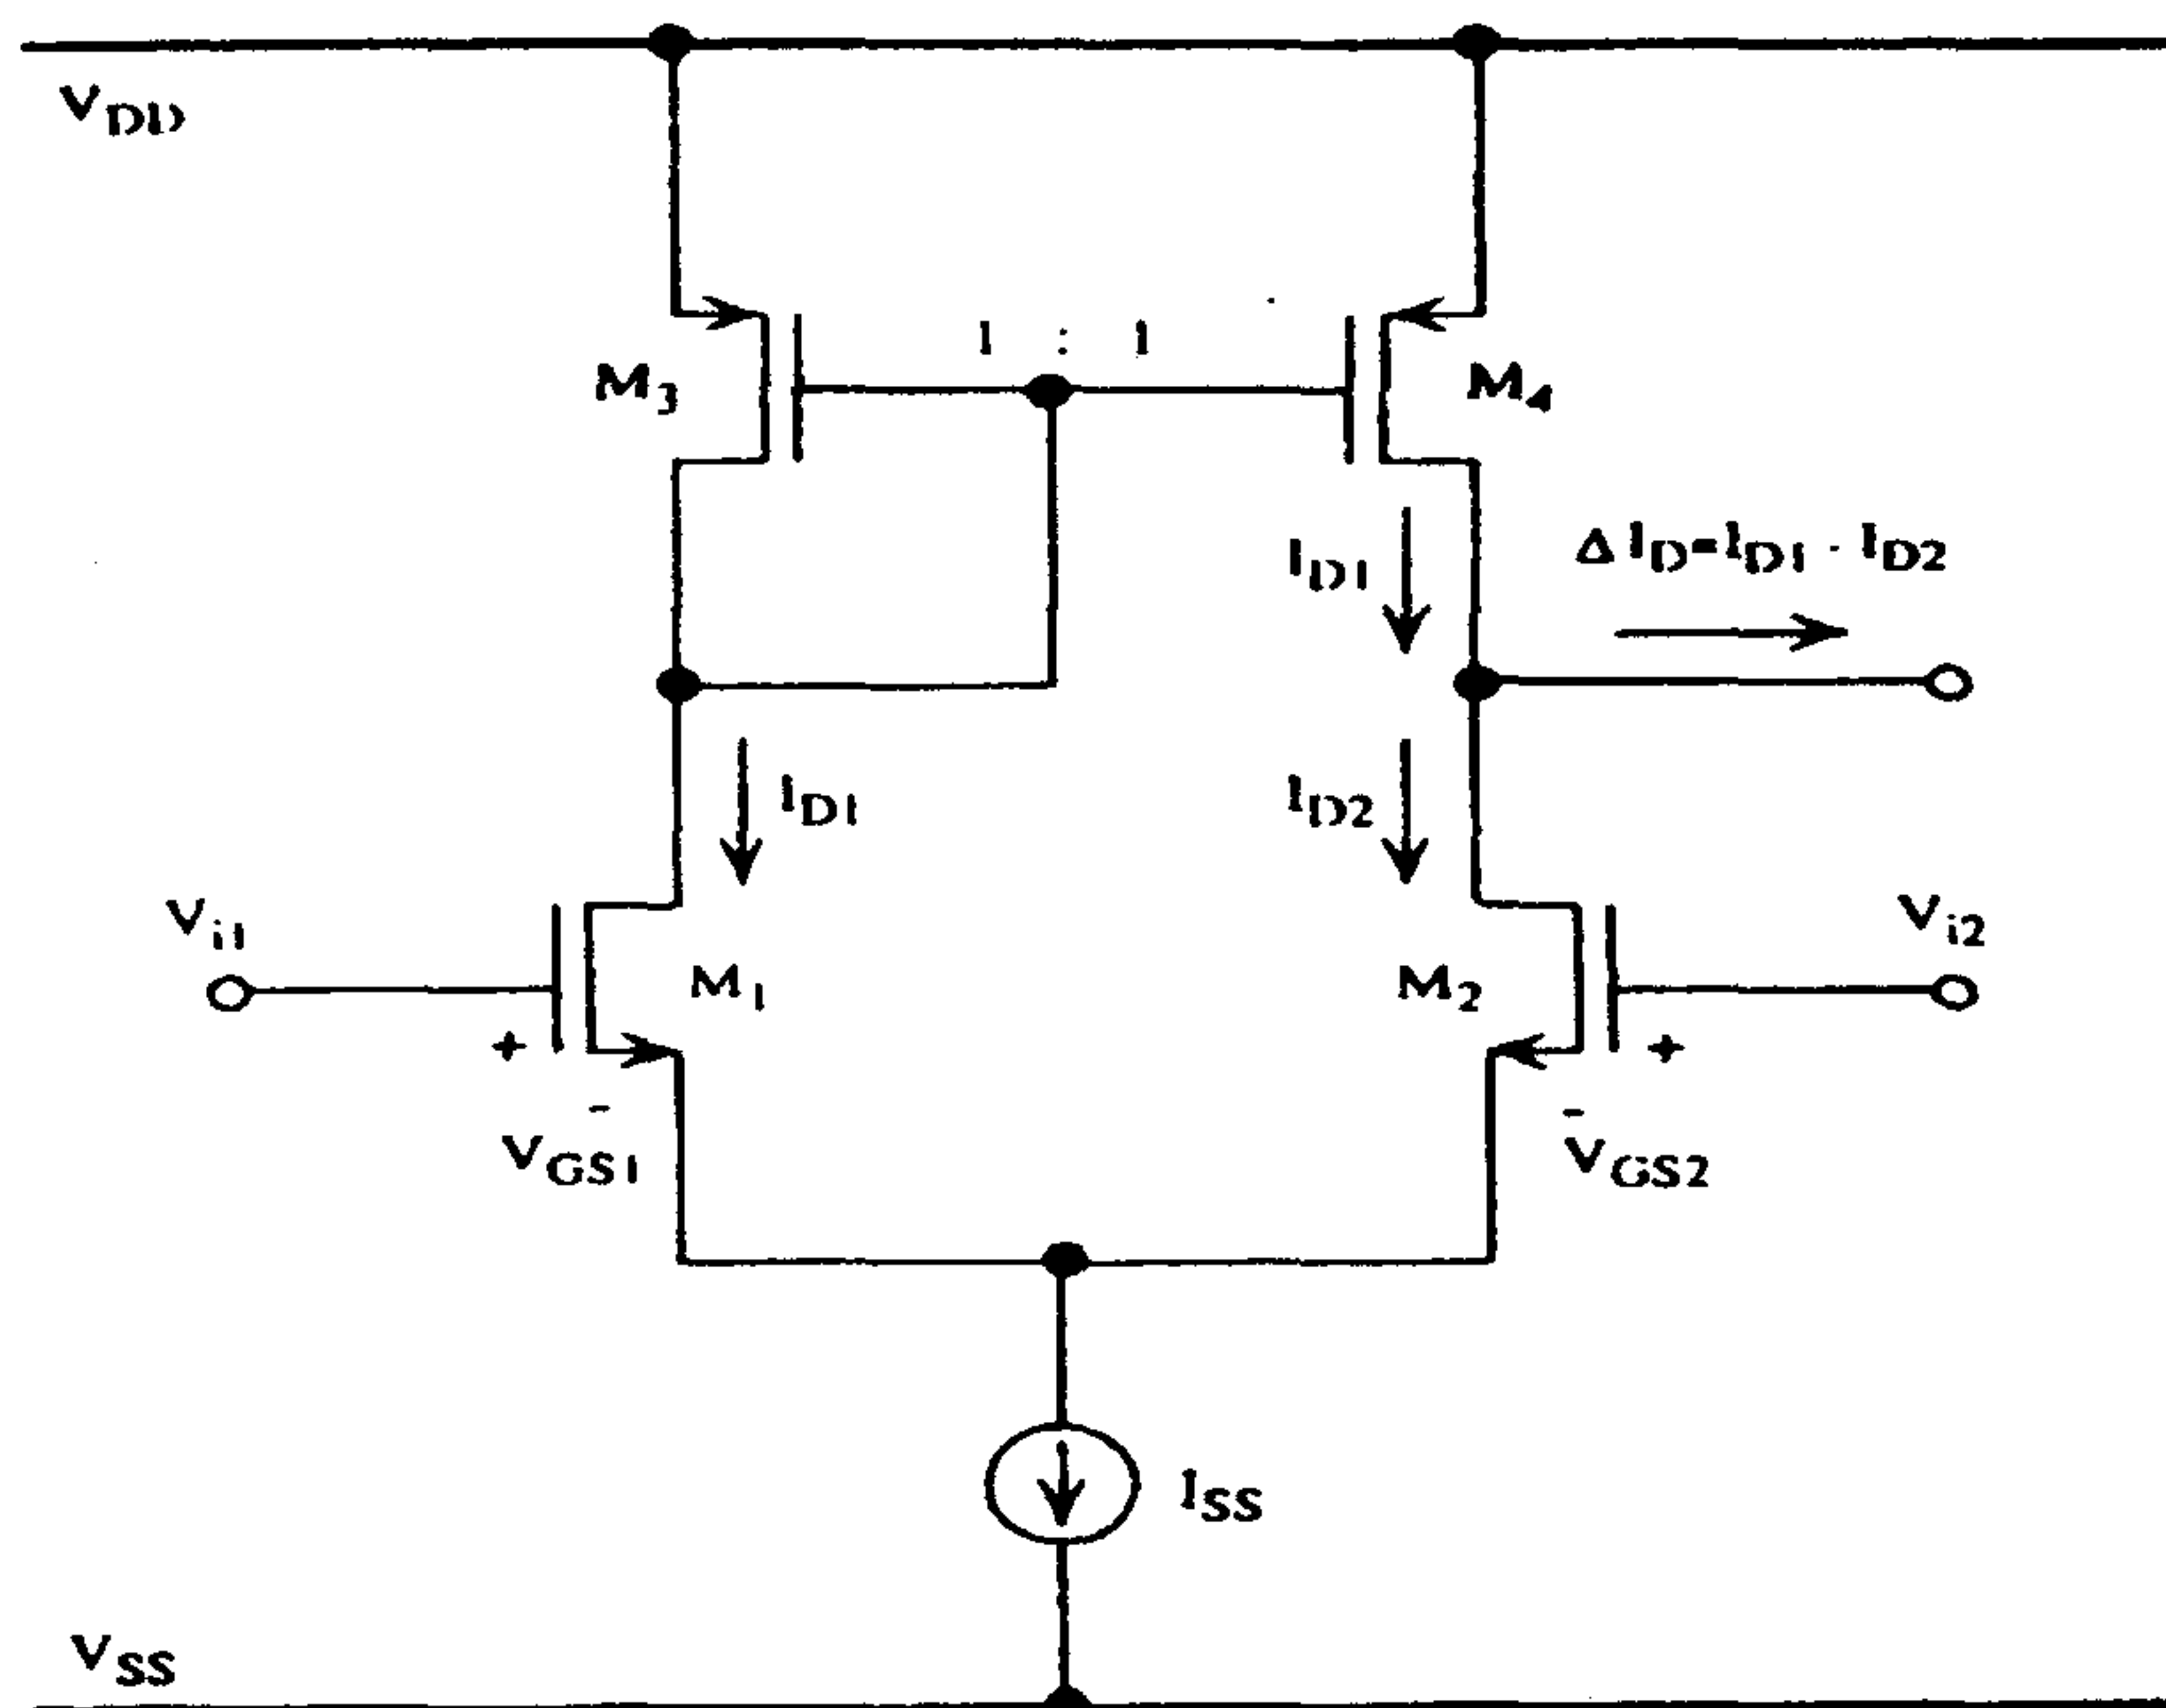 VDD
1 : 1
M3
M4
ID1
ΔID=ID1 - ID2
ID1
ID2
Vi1
Vi2
M1
M2
+
+
-
-
VGS1
VGS2
ISS
VSS